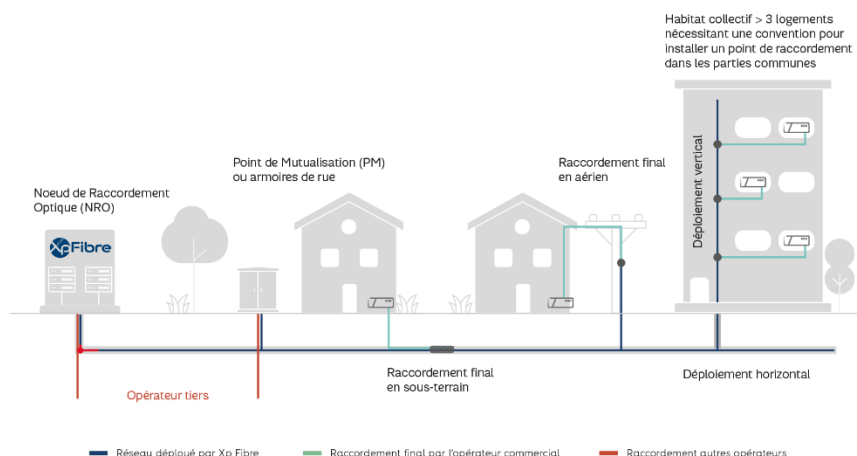 Habitat collectif > 3 logements
nécessitant une convention pour
installer un point de raccordement
dans les parties communes
Point de Mutualisation (PM)
ou armoires de rue
Raccordement final
en aérien
Noeud de Raccordement
Optique (NRO)
XpFibre
Déploiement vertical
Raccordement final
en sous-terrain
Déploiement horizontal
Opérateur tiers
Réseau déployé par Xp Fibre
Raccordement final par l'opérateur commercial
Raccordement autres opérateurs